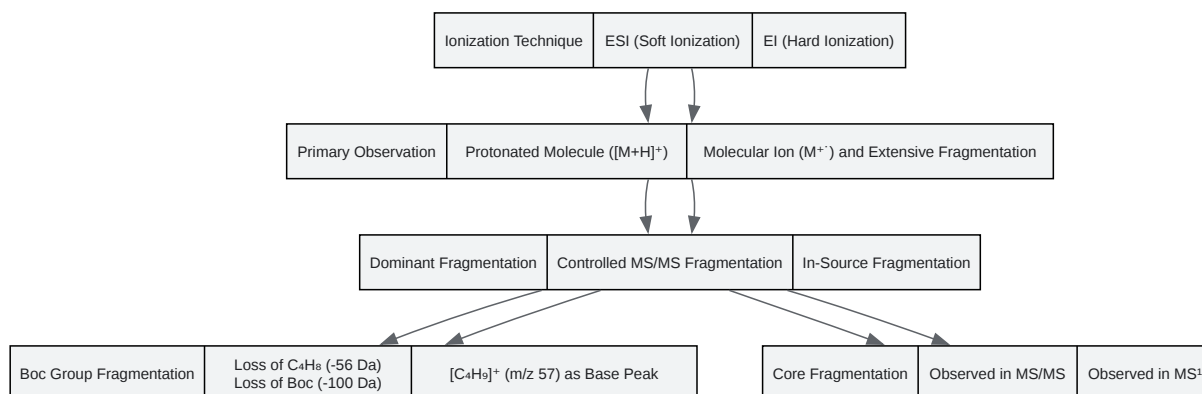 Ionization Technique ESI (Soft Ionization) EI (Hard Ionization)
Primary Observation Protonated Molecule ([M+H]⁺) Molecular Ion (M⁺˙) and Extensive Fragmentation
Dominant Fragmentation Controlled MS/MS Fragmentation In-Source Fragmentation
Boc Group Fragmentation
Loss of C₄H₈ (-56 Da)
Loss of Boc (-100 Da)
[C₄H₉]⁺ (m/z 57) as Base Peak
Core Fragmentation Observed in MS/MS Observed in MS¹